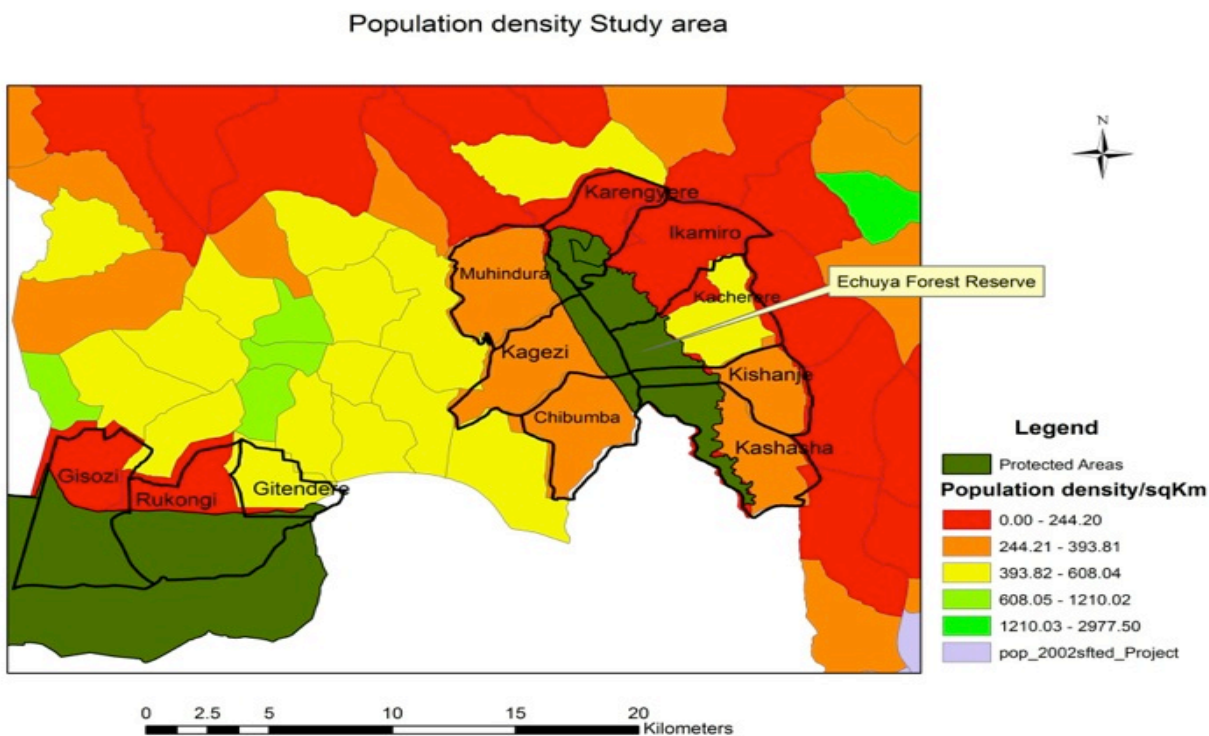 Population density Study area
N
Karengyere
Ikamiro
Muhindura
Echuya Forest Reserve
Kacherere
Kagezi
Kishanje
Chibumba
Kashasha
Gisozi
Rukongi
Gitendere
Legend
Protected Areas
Population density/sqKm
0.00 - 244.20
244.21 - 393.81
393.82 - 608.04
608.05 - 1210.02
1210.03 - 2977.50
pop_2002sfted_Project
0 2.5 5 10 15 20
Kilometers